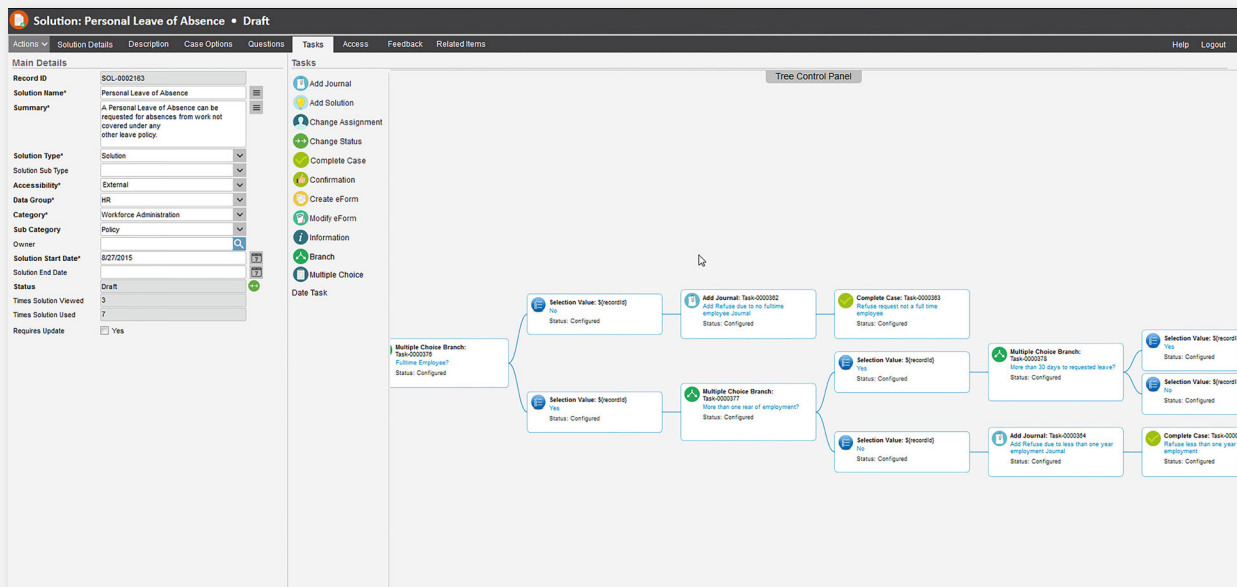 Solution: Personal Leave of Absence • Draft
Actions Solution Details Description Case Options Questions Tasks Access Feedback Related Items Help Logout
Main Details
Record ID SOL-0002163
Solution Name* Personal Leave of Absence
Summary* A Personal Leave of Absence can be
requested for absences from work not
covered under any
other leave policy.
Solution Type* Solution
Solution Sub Type
Accessibility* External
Data Group* HR
Category* Workforce Administration
Sub Category Policy
Owner
Solution Start Date* 8/27/2015
Solution End Date
Status Draft
Times Solution Viewed 3
Times Solution Used 7
Requires Update Yes
Tasks
Add Journal
Add Solution
Change Assignment
Change Status
Complete Case
Confirmation
Create eForm
Modify eForm
Information
Branch
Multiple Choice
Date Task
Tree Control Panel
Multiple Choice Branch:
Task-0000376
Fulltime Employee?
Status: Configured
Selection Value: ${recordId}
No
Status: Configured
Add Journal: Task-0000382
Add Refuse due to no fulltime
employee Journal
Status: Configured
Complete Case: Task-0000383
Refuse request not a full time
employee
Status: Configured
Selection Value: ${recordId}
Yes
Status: Configured
Multiple Choice Branch:
Task-0000377
More than one rear of employment?
Status: Configured
Selection Value: ${recordId}
Yes
Status: Configured
Multiple Choice Branch:
Task-0000378
More than 30 days to requested leave?
Status: Configured
Selection Value: ${recordI
Yes
Status: Configured
Selection Value: ${recordI
No
Status: Configured
Selection Value: ${recordId}
No
Status: Configured
Add Journal: Task-0000384
Add Refuse due to less than one year
employment Journal
Status: Configured
Complete Case: Task-000
Refuse less than one year
employment
Status: Configured